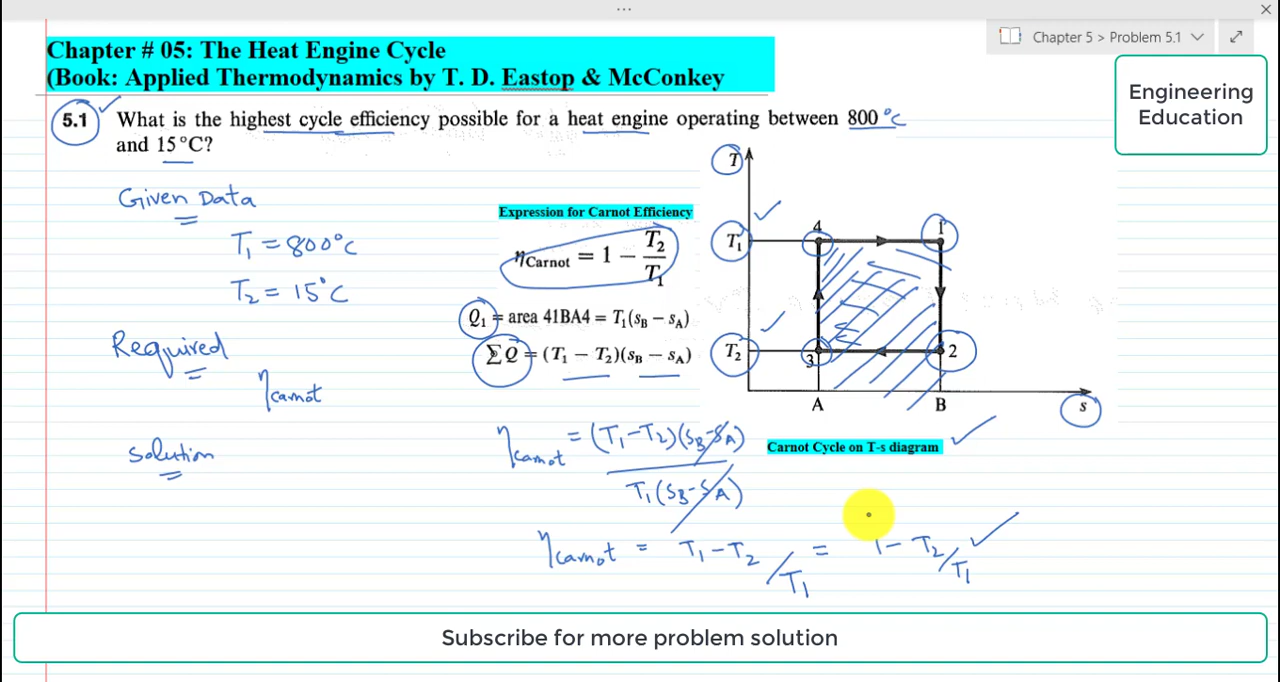 Chapter 5 > Problem 5.1
Chapter # 05: The Heat Engine Cycle
(Book: Applied Thermodynamics by T. D. Eastop & McConkey
Engineering
Education
5.1 What is the highest cycle efficiency possible for a heat engine operating between 800 °C
and 15 °C?
Given Data
T₁ = 800°C
T₂ = 15°C
Required
ηcarnot
Solution
Expression for Carnot Efficiency
ηCarnot = 1 − T₂/T₁
Q₁ = area 41BA4 = T₁(sB − sA)
ΣQ = (T₁ − T₂)(sB − sA)
T
4 1
T₁
T₂
3 2
A B s
Carnot Cycle on T-s diagram
ηcarnot = (T₁-T₂)(sB-sA)
T₁(sB-sA)
ηcarnot = T₁-T₂/T₁ = 1-T₂/T₁
Subscribe for more problem solution